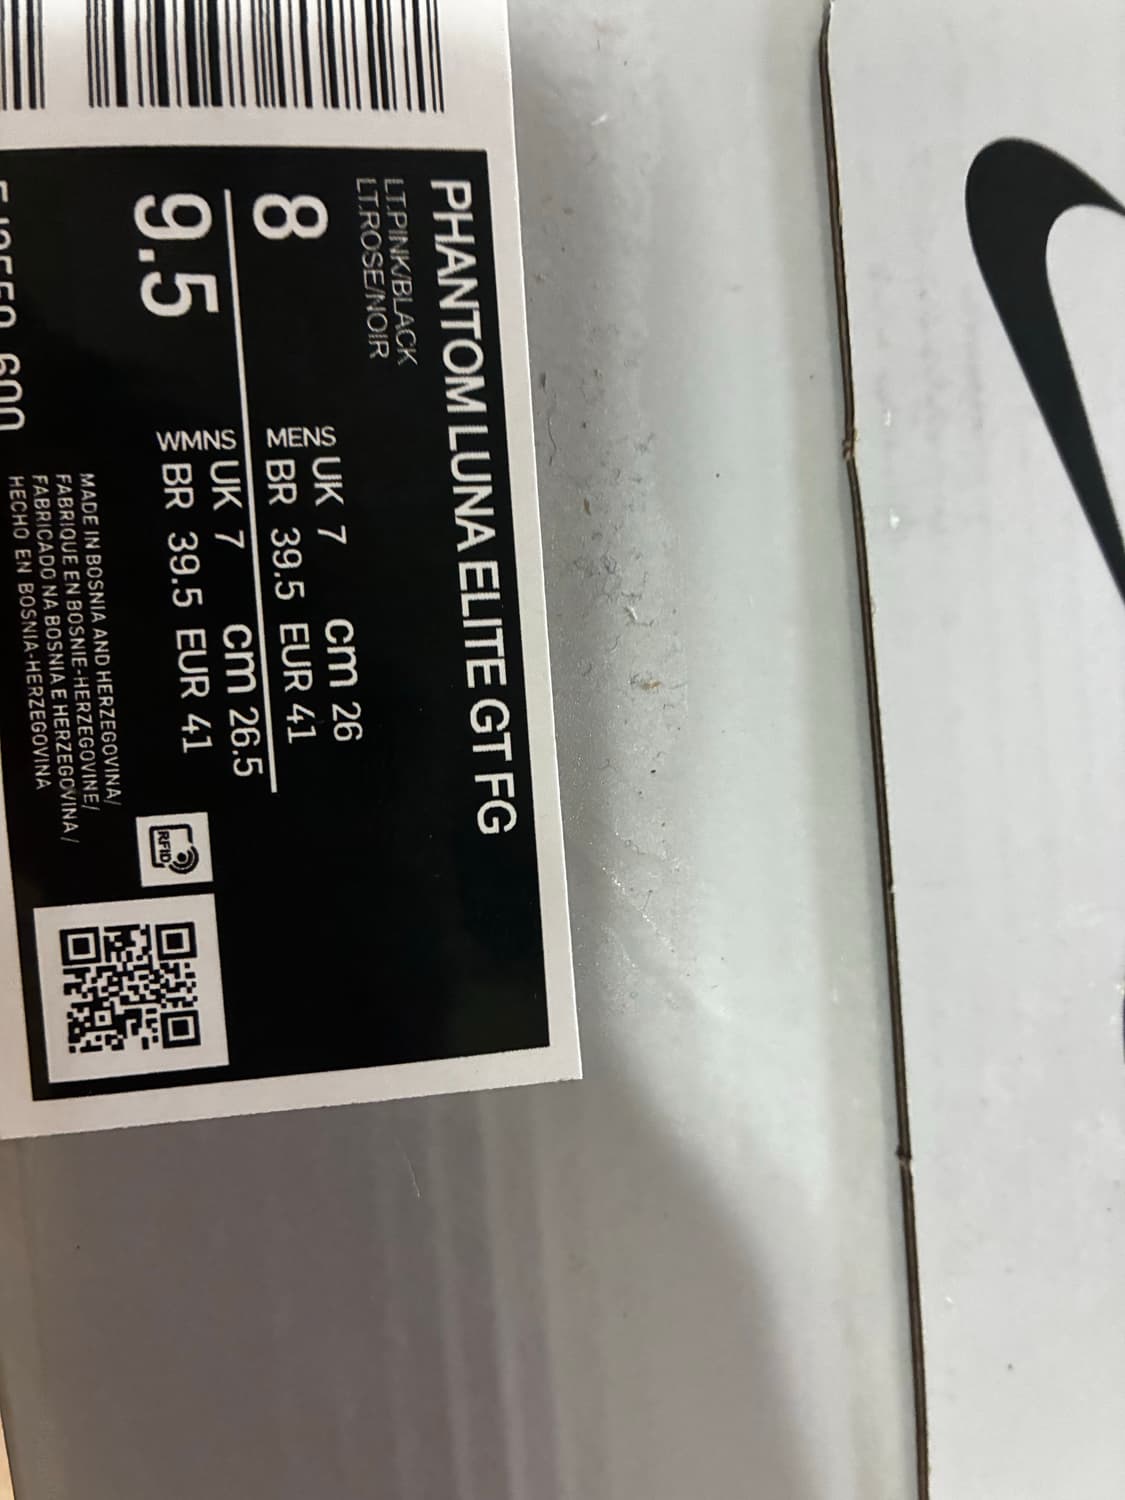 PHANTOM LUNA ELITE GT FG
LT.PINK/BLACK
LT.ROSE/NOIR
8
MENS
UK 7 cm 26
BR 39.5 EUR 41
9.5
WMNS
UK 7 cm 26.5
BR 39.5 EUR 41
RFID
MADE IN BOSNIA AND HERZEGOVINA/
FABRIQUE EN BOSNIE-HERZEGOVINE/
FABRICADO NA BOSNIA E HERZEGOVINA/
HECHO EN BOSNIA-HERZEGOVINA
600